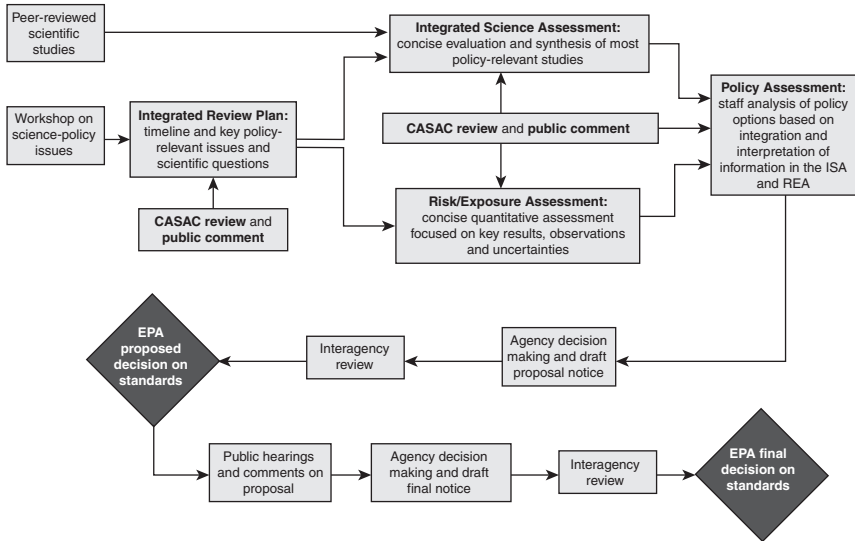 Peer-reviewed
scientific
studies
Integrated Science Assessment:
concise evaluation and synthesis of most
policy-relevant studies
Workshop on
science-policy
issues
Integrated Review Plan:
timeline and key policy-
relevant issues and
scientific questions
CASAC review and public comment
Policy Assessment:
staff analysis of policy
options based on
integration and
interpretation of
information in the ISA
and REA
CASAC review and
public comment
Risk/Exposure Assessment:
concise quantitative assessment
focused on key results, observations
and uncertainties
EPA
proposed
decision on
standards
Interagency
review
Agency decision
making and draft
proposal notice
Public hearings
and comments on
proposal
Agency decision
making and draft
final notice
Interagency
review
EPA final
decision on
standards